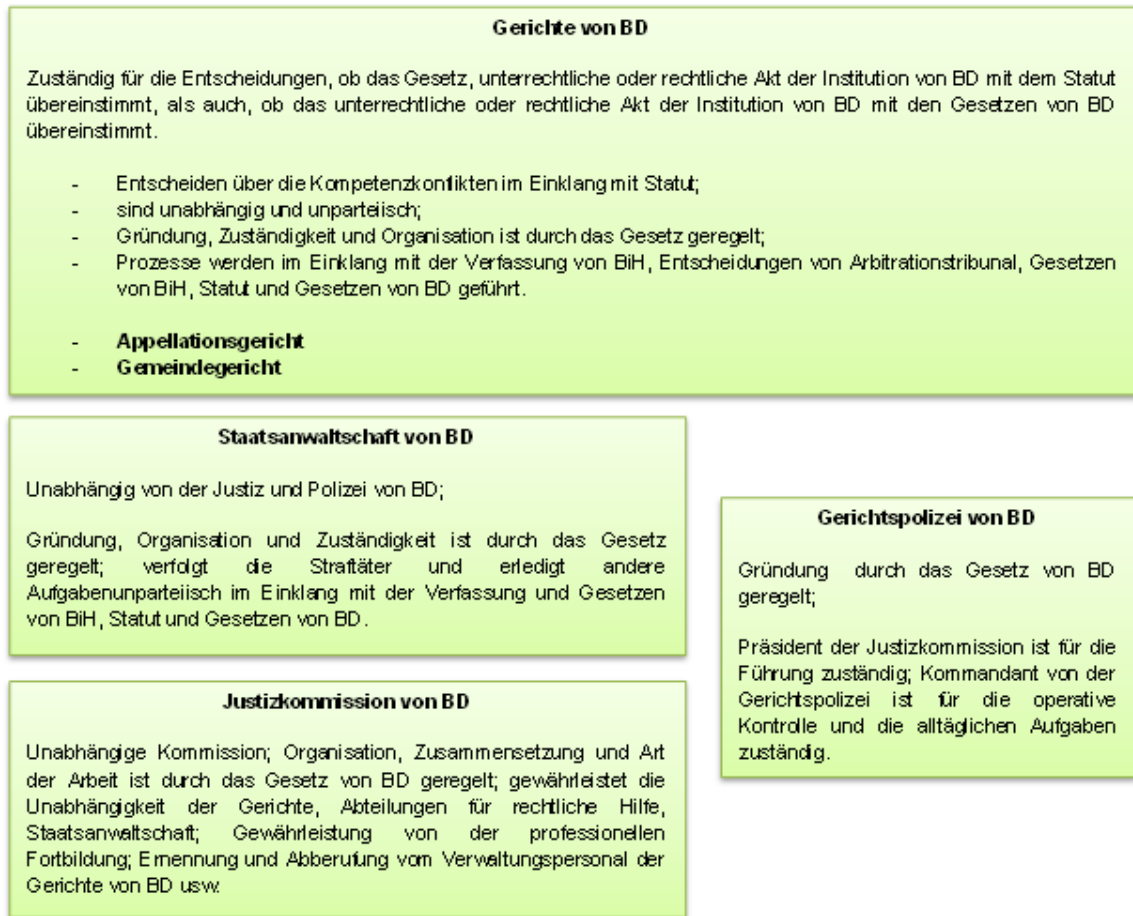 Gerichte von BD
Zuständig für die Entscheidungen, ob das Gesetz, unterrechtliche oder rechtliche Akt der Institution von BD mit dem Statut
übereinstimmt, als auch, ob das unterrechtliche oder rechtliche Akt der Institution von BD mit den Gesetzen von BD
übereinstimmt.
- Entscheiden über die Kompetenzkonflikten im Einklang mit Statut;
- sind unabhängig und unparteiisch;
- Gründung, Zuständigkeit und Organisation ist durch das Gesetz geregelt;
- Prozesse werden im Einklang mit der Verfassung von BiH, Entscheidungen von Arbitrationstribunal, Gesetzen
von BiH, Statut und Gesetzen von BD geführt.
- Appellationsgericht
- Gemeindegericht
Staatsanwaltschaft von BD
Unabhängig von der Justiz und Polizei von BD;
Gründung, Organisation und Zuständigkeit ist durch das Gesetz
geregelt; verfolgt die Straftäter und erledigt andere
Aufgabenunparteiisch im Einklang mit der Verfassung und Gesetzen
von BiH, Statut und Gesetzen von BD.
Gerichtspolizei von BD
Gründung durch das Gesetz von BD
geregelt;
Präsident der Justizkommission ist für die
Führung zuständig; Kommandant von der
Gerichtspolizei ist für die operative
Kontrolle und die alltäglichen Aufgaben
zuständig.
Justizkommission von BD
Unabhängige Kommission; Organisation, Zusammensetzung und Art
der Arbeit ist durch das Gesetz von BD geregelt; gewährleistet die
Unabhängigkeit der Gerichte, Abteilungen für rechtliche Hilfe,
Staatsanwaltschaft; Gewährleistung von der professionellen
Fortbildung; Ernennung und Abberufung vom Verwaltungspersonal der
Gerichte von BD usw.